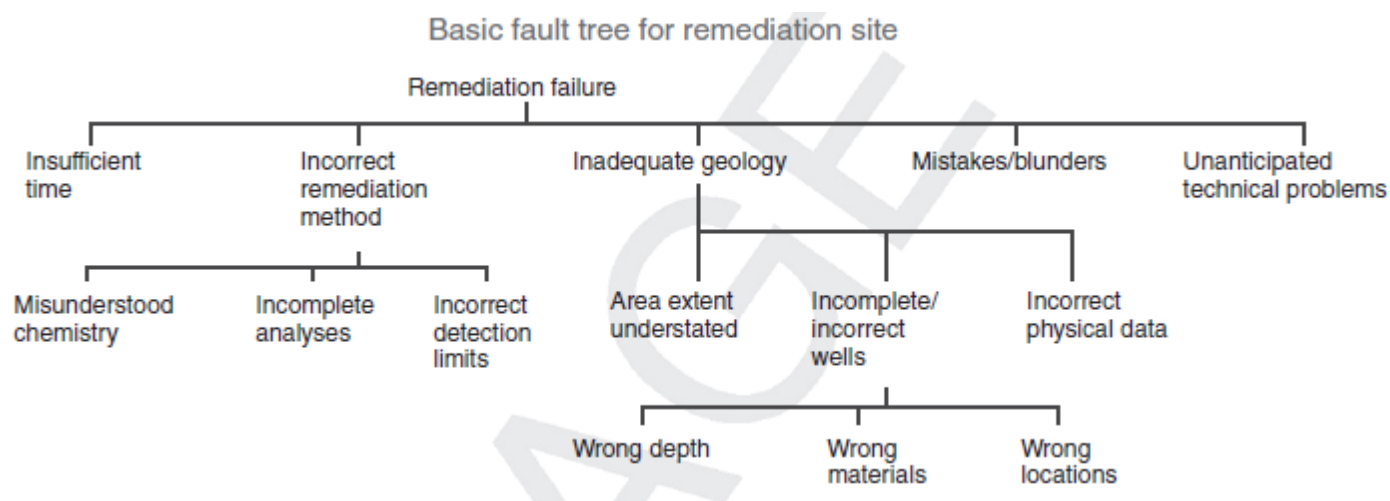 Basic fault tree for remediation site
Remediation failure
Insufficient
time
Incorrect
remediation
method
Inadequate geology
Mistakes/blunders
Unanticipated
technical problems
Misunderstood
chemistry
Incomplete
analyses
Incorrect
detection
limits
Area extent
understated
Incomplete/
incorrect
wells
Incorrect
physical data
Wrong depth
Wrong
materials
Wrong
locations
AGE